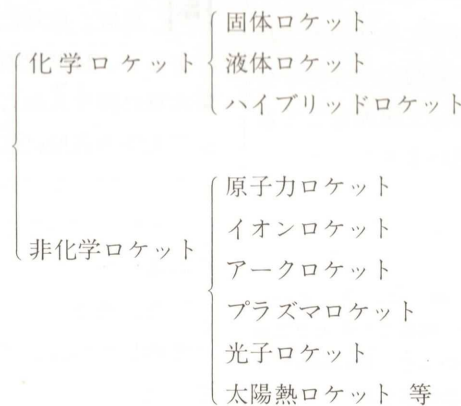 化学ロケット
固体ロケット
液体ロケット
ハイブリッドロケット
非化学ロケット
原子力ロケット
イオンロケット
アークロケット
プラズマロケット
光子ロケット
太陽熱ロケット 等